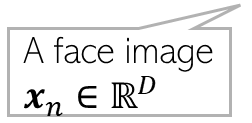 A face image
𝒙ₙ ∈ ℝᴰ